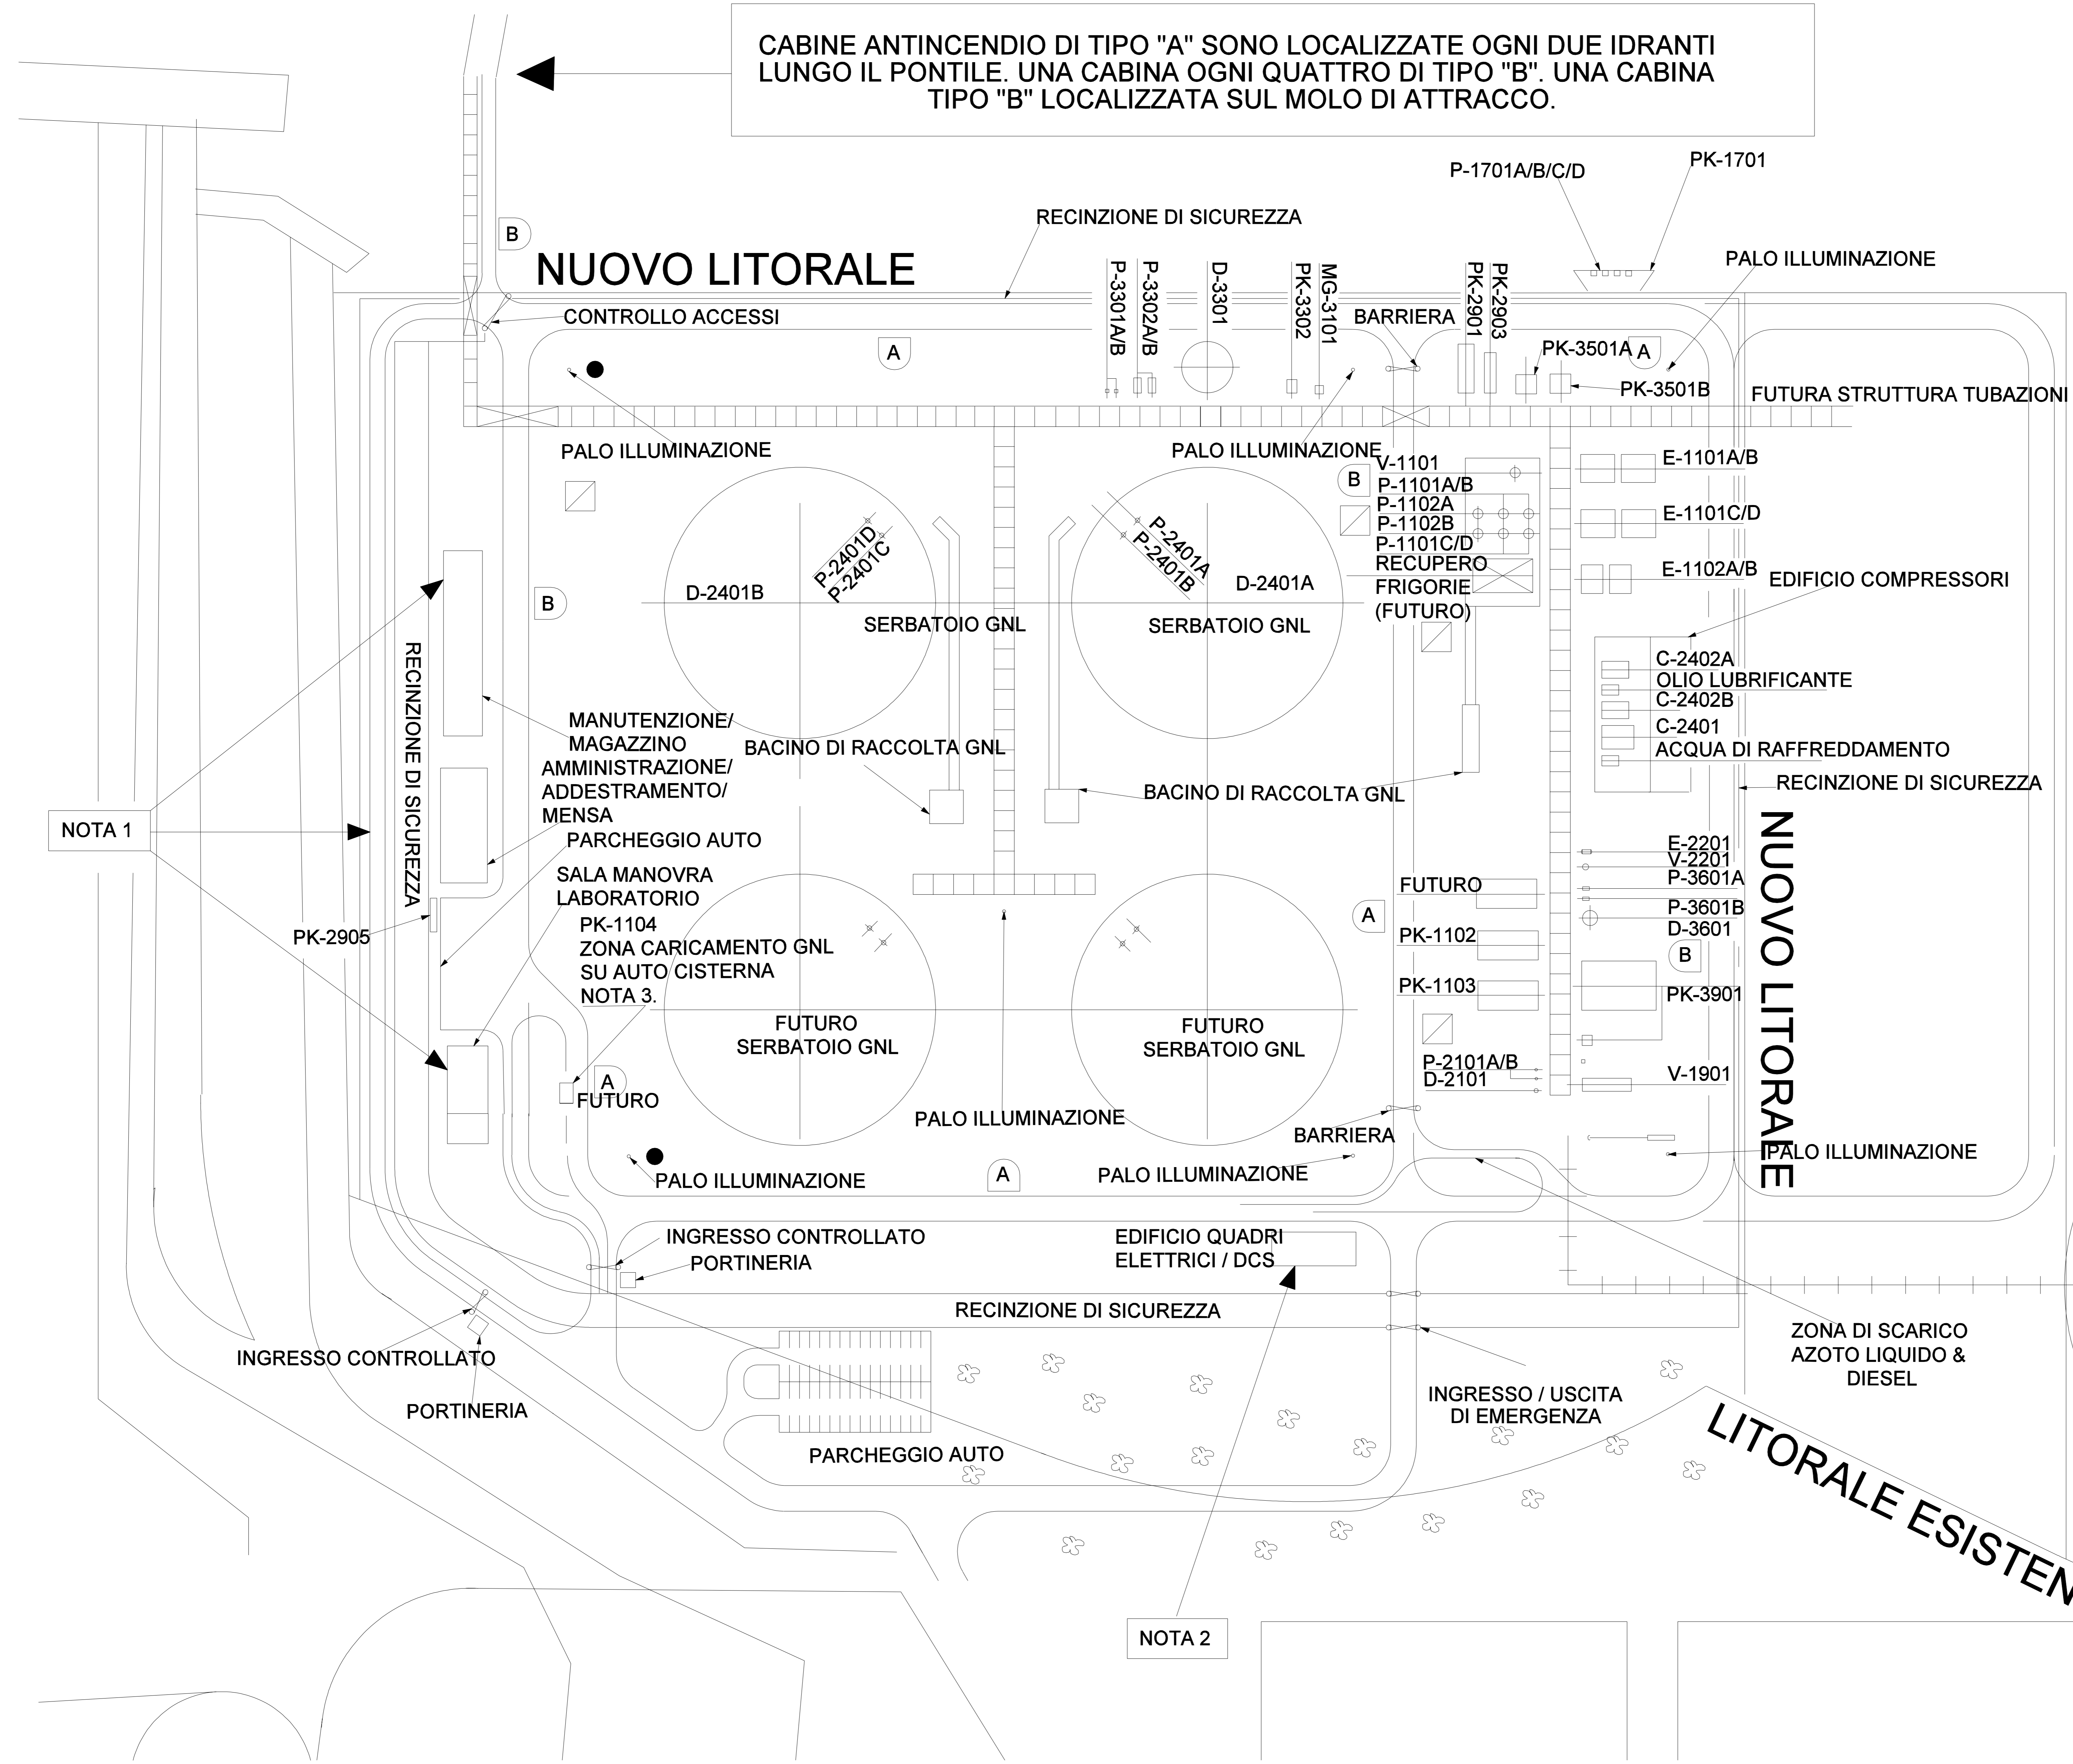 CABINE ANTINCENDIO DI TIPO "A" SONO LOCALIZZATE OGNI DUE IDRANTI
LUNGO IL PONTILE. UNA CABINA OGNI QUATTRO DI TIPO "B". UNA CABINA
TIPO "B" LOCALIZZATA SUL MOLO DI ATTRACCO.
P-1701A/B/C/D
PK-1701
RECINZIONE DI SICUREZZA
B
NUOVO LITORALE
PALO ILLUMINAZIONE
CONTROLLO ACCESSI
P-3301A/B
P-3302A/B
D-3301
PK-3302
MG-3101
BARRIERA
PK-2901
PK-2903
A
PK-3501A
A
PK-3501B
FUTURA STRUTTURA TUBAZIONI
PALO ILLUMINAZIONE
PALO ILLUMINAZIONE
B
V-1101
P-1101A/B
P-1102A
P-1102B
P-1101C/D
RECUPERO
FRIGORIE
(FUTURO)
E-1101A/B
E-1101C/D
E-1102A/B
EDIFICIO COMPRESSORI
P-2401D
P-2401C
P-2401A
P-2401B
D-2401B
D-2401A
B
SERBATOIO GNL
SERBATOIO GNL
RECINZIONE DI SICUREZZA
C-2402A
OLIO LUBRIFICANTE
C-2402B
C-2401
ACQUA DI RAFFREDDAMENTO
RECINZIONE DI SICUREZZA
MANUTENZIONE/
MAGAZZINO
AMMINISTRAZIONE/
ADDESTRAMENTO/
MENSA
BACINO DI RACCOLTA GNL
BACINO DI RACCOLTA GNL
NOTA 1
PARCHEGGIO AUTO
SALA MANOVRA
LABORATORIO
PK-2905
PK-1104
ZONA CARICAMENTO GNL
SU AUTO CISTERNA
NOTA 3.
NUOVO LITORALE
E-2201
V-2201
P-3601A
P-3601B
D-3601
B
PK-3901
FUTURO
A
PK-1102
PK-1103
FUTURO
SERBATOIO GNL
FUTURO
SERBATOIO GNL
P-2101A/B
D-2101
V-1901
A
FUTURO
PALO ILLUMINAZIONE
BARRIERA
PALO ILLUMINAZIONE
PALO ILLUMINAZIONE
A
PALO ILLUMINAZIONE
INGRESSO CONTROLLATO
PORTINERIA
EDIFICIO QUADRI
ELETTRICI / DCS
RECINZIONE DI SICUREZZA
INGRESSO CONTROLLATO
PORTINERIA
ZONA DI SCARICO
AZOTO LIQUIDO &
DIESEL
INGRESSO / USCITA
DI EMERGENZA
PARCHEGGIO AUTO
LITORALE ESISTEN
NOTA 2